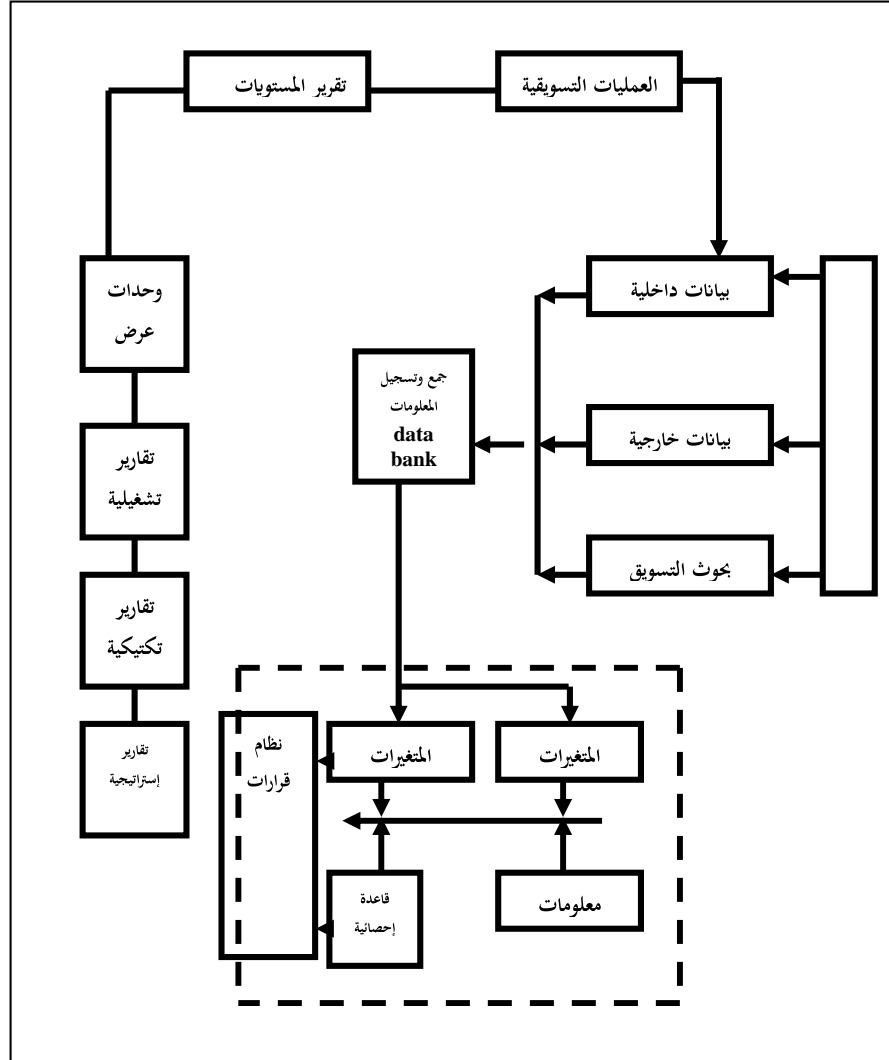 العمليات التسويقية
تقرير المستويات
بيانات داخلية
وحدات
عرض
جمع وتسجيل
المعلومات
data
bank
بيانات خارجية
تقارير
تشغيلية
بحوث التسويق
تقارير
تكتيكية
المتغيرات
المتغيرات
نظام
قرارات
تقارير
إستراتيجية
معلومات
قاعدة
إحصائية